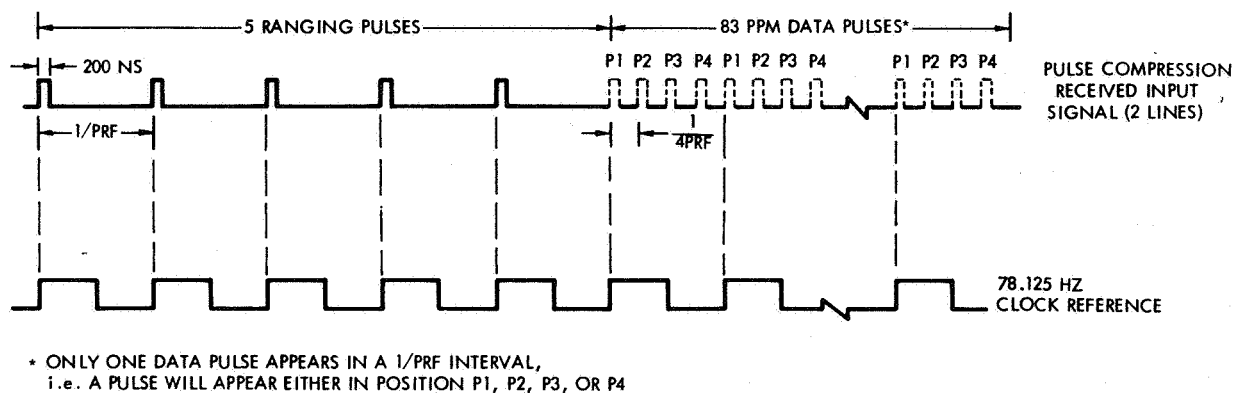 5 RANGING PULSES
83 PPM DATA PULSES*
200 NS
P1 P2 P3 P4 P1 P2 P3 P4 P1 P2 P3 P4
PULSE COMPRESSION
RECEIVED INPUT
SIGNAL (2 LINES)
1/PRF
1
4PRF
78.125 HZ
CLOCK REFERENCE
* ONLY ONE DATA PULSE APPEARS IN A 1/PRF INTERVAL,
i.e. A PULSE WILL APPEAR EITHER IN POSITION P1, P2, P3, OR P4